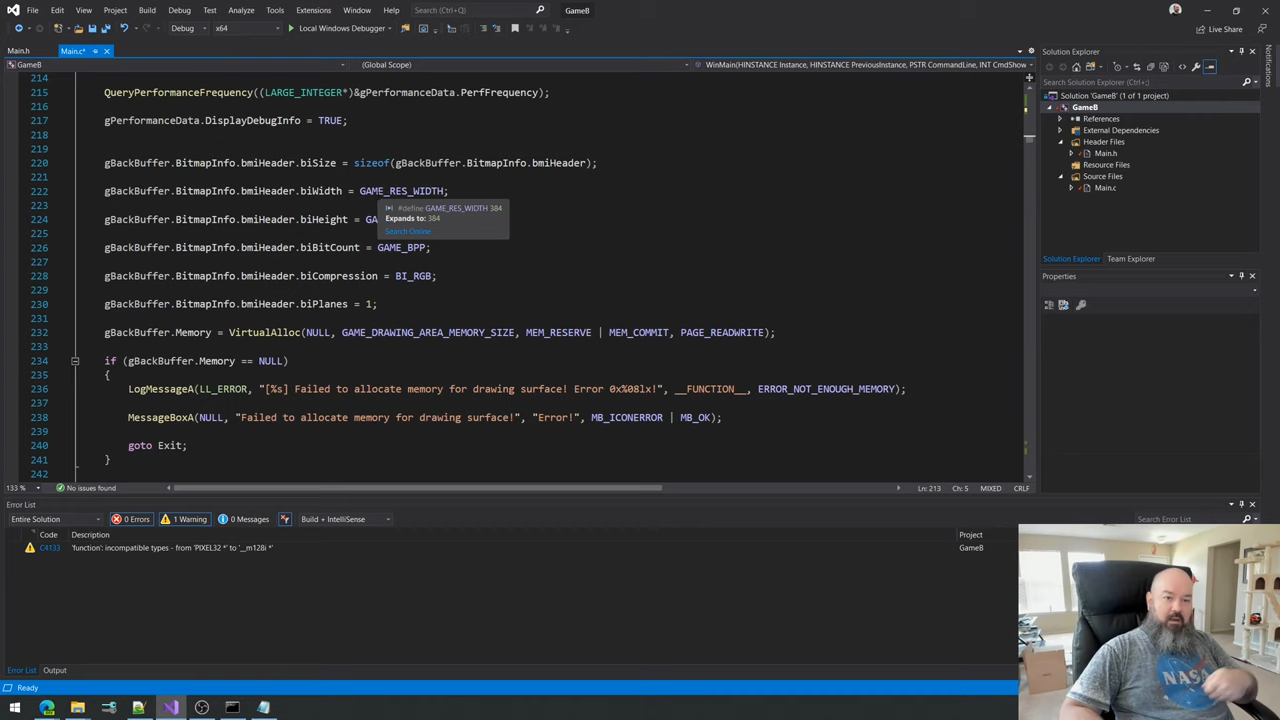 File Edit View Git Project Build Debug Test Analyze Tools Extensions Window Help Search (Ctrl+Q) GameB
Debug x64 Local Windows Debugger Live Share
Main.h Main.c*
GameB (Global Scope) WinMain(HINSTANCE Instance, HINSTANCE PreviousInstance, PSTR CommandLine, INT CmdShow
214
215 QueryPerformanceFrequency((LARGE_INTEGER*)&gPerformanceData.PerfFrequency);
216
217 gPerformanceData.DisplayDebugInfo = TRUE;
218
220 gBackBuffer.BitmapInfo.bmiHeader.biSize = sizeof(gBackBuffer.BitmapInfo.bmiHeader);
221
222 gBackBuffer.BitmapInfo.bmiHeader.biWidth = GAME_RES_WIDTH;
223
#define GAME_RES_WIDTH 384
224 gBackBuffer.BitmapInfo.bmiHeader.biHeight = GA
Expands to: 384
Search Online
225
226 gBackBuffer.BitmapInfo.bmiHeader.biBitCount = GAME_BPP;
227
228 gBackBuffer.BitmapInfo.bmiHeader.biCompression = BI_RGB;
229
230 gBackBuffer.BitmapInfo.bmiHeader.biPlanes = 1;
231
232 gBackBuffer.Memory = VirtualAlloc(NULL, GAME_DRAWING_AREA_MEMORY_SIZE, MEM_RESERVE | MEM_COMMIT, PAGE_READWRITE);
233
234 if (gBackBuffer.Memory == NULL)
235 {
236 LogMessageA(LL_ERROR, "[%s] Failed to allocate memory for drawing surface! Error 0x%08lx!", __FUNCTION__, ERROR_NOT_ENOUGH_MEMORY);
237
238 MessageBoxA(NULL, "Failed to allocate memory for drawing surface!", "Error!", MB_ICONERROR | MB_OK);
239
240 goto Exit;
241 }
242
133 % No issues found Ln: 213 Ch: 5 MIXED CRLF
Error List
Entire Solution 0 Errors 1 Warning 0 Messages Build + IntelliSense Search Error List
Code Description Project
C4133 'function': incompatible types - from 'PIXEL32 *' to '__m128i *' GameB
Error List Output
Ready
Solution Explorer
Search Solution Explorer (Ctrl+;)
Solution 'GameB' (1 of 1 project)
GameB
References
External Dependencies
Header Files
Main.h
Resource Files
Source Files
Main.c
Solution Explorer Team Explorer
Properties
Notifications
NASA